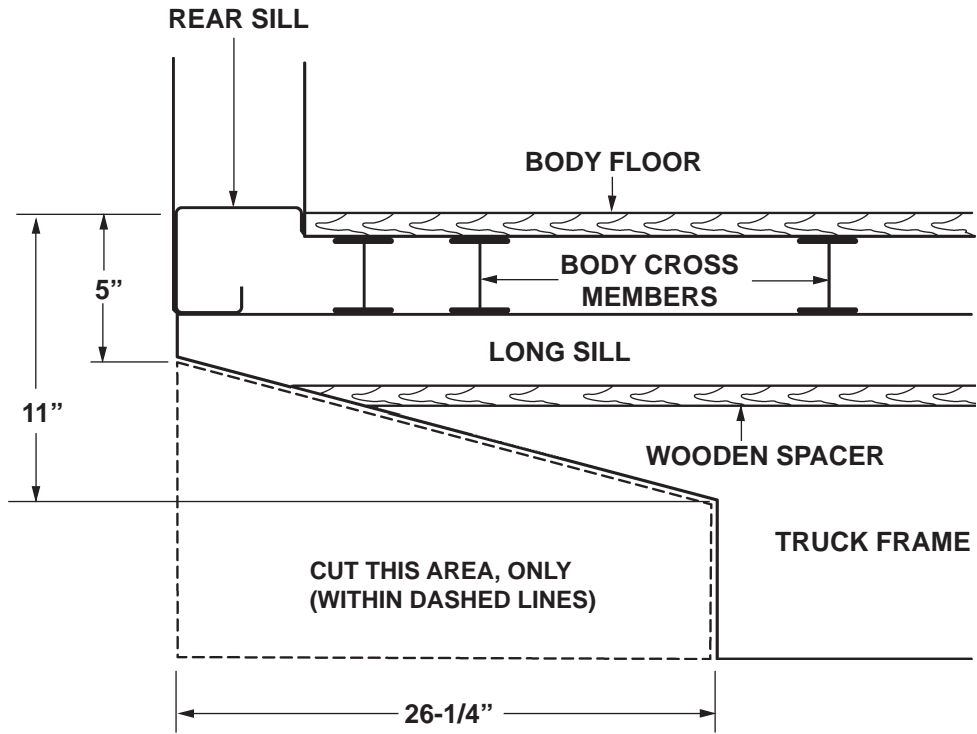 REAR SILL
BODY FLOOR
BODY CROSS
MEMBERS
5”
LONG SILL
11”
WOODEN SPACER
TRUCK FRAME
CUT THIS AREA, ONLY
(WITHIN DASHED LINES)
26-1/4”